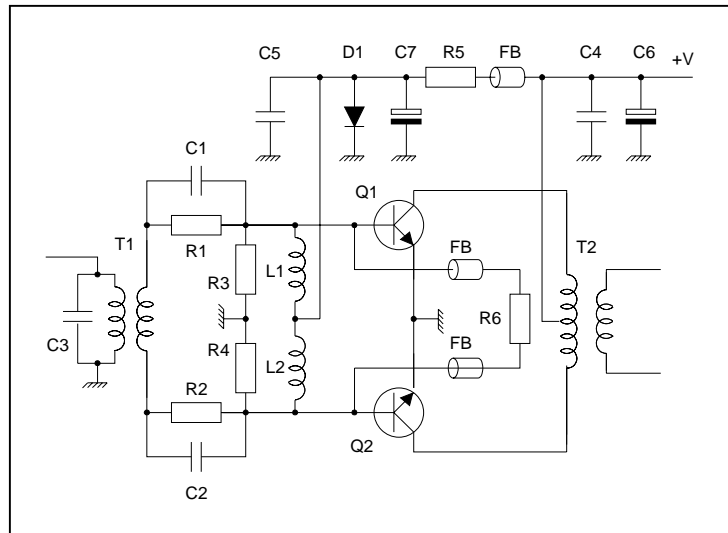 C5 D1 C7 R5 FB C4 C6
+V
C1
Q1
T1
R1
FB
T2
R3
L1
R6
C3
R4
L2
FB
R2
Q2
C2